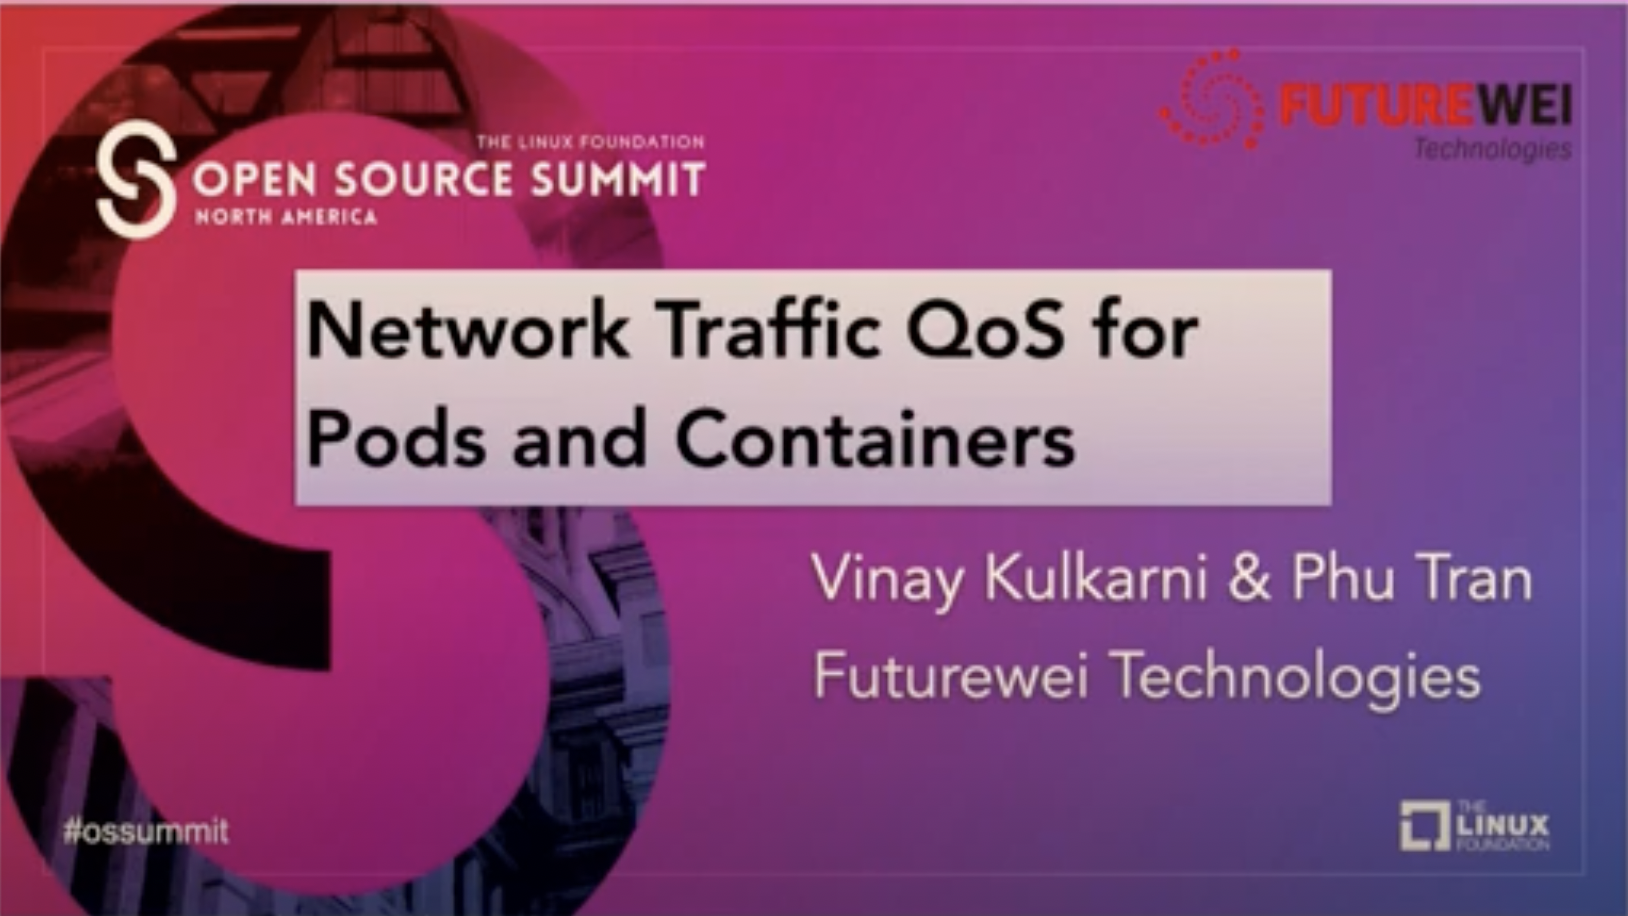 THE LINUX FOUNDATION
OPEN SOURCE SUMMIT
NORTH AMERICA
FUTUREWEI
Technologies
Network Traffic QoS for
Pods and Containers
Vinay Kulkarni & Phu Tran
Futurewei Technologies
#ossummit
THE
LINUX
FOUNDATION